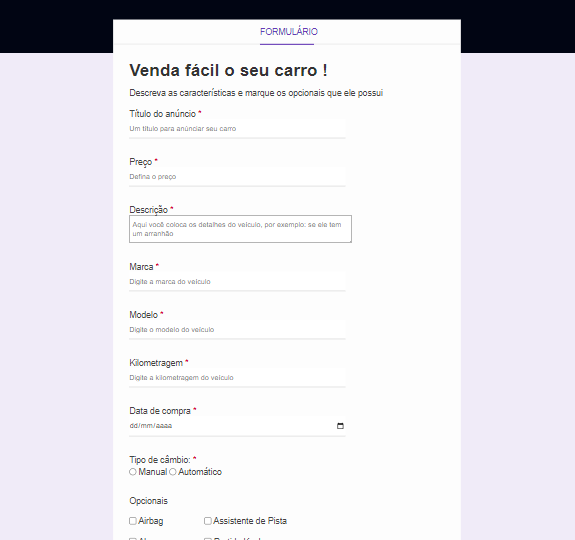 FORMULÁRIO
Venda fácil o seu carro !
Descreva as características e marque os opcionais que ele possui
Título do anúncio *
Um título para anúnciar seu carro
Preço *
Defina o preço
Descrição *
Aqui você coloca os detalhes do veículo, por exemplo: se ele tem
um arranhão
Marca *
Digite a marca do veículo
Modelo *
Digite o modelo do veículo
Kilometragem *
Digite a kilometragem do veículo
Data de compra *
dd/mm/aaaa
Tipo de câmbio: *
Manual Automático
Opcionais
Airbag Assistente de Pista